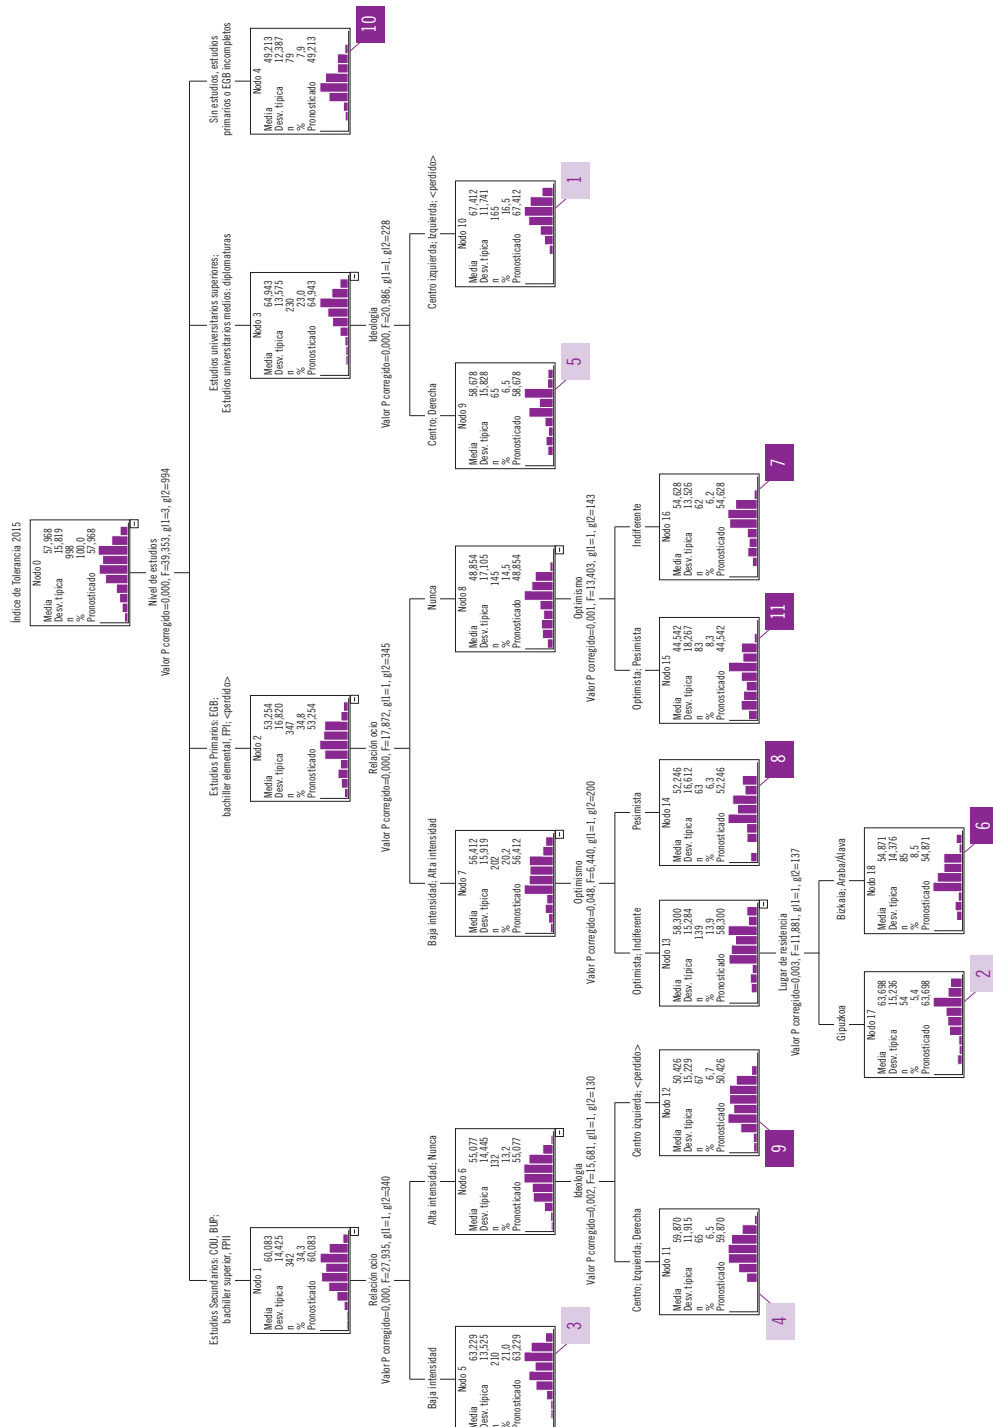 Índice de Tolerancia 2015
Nodo 0
Media 57,968
Desv. típica 15,819
n 998
% 100,0
Pronosticado 57,968
Nivel de estudios
Valor P corregido=0,000, F=39,353, gl1=3, gl2=994
Estudios Secundarios: COU, BUP;
bachiller superior, FPII
Nodo 1
Media 60,083
Desv. típica 14,425
n 342
% 34,3
Pronosticado 60,083
Relación ocio
Valor P corregido=0,000, F=27,935, gl1=1, gl2=340
Estudios Primarios: EGB;
bachiller elemental, FPI; <perdido>
Nodo 2
Media 53,254
Desv. típica 16,820
n 347
% 34,8
Pronosticado 53,254
Relación ocio
Valor P corregido=0,000, F=17,872, gl1=1, gl2=345
Estudios universitarios superiores;
Estudios universitarios medios: diplomaturas
Nodo 3
Media 64,943
Desv. típica 13,575
n 230
% 23,0
Pronosticado 64,943
Ideología
Valor P corregido=0,000, F=20,986, gl1=1, gl2=228
Sin estudios, estudios
primarios o EGB incompletos
Nodo 4
Media 49,213
Desv. típica 12,387
n 79
% 7,9
Pronosticado 49,213
10
Baja intensidad
Nodo 5
Media 63,229
Desv. típica 13,525
n 210
% 21,0
Pronosticado 63,229
3
Alta intensidad; Nunca
Nodo 6
Media 55,077
Desv. típica 14,445
n 132
% 13,2
Pronosticado 55,077
Ideología
Valor P corregido=0,002, F=15,681, gl1=1, gl2=130
Baja intensidad; Alta intensidad
Nodo 7
Media 56,412
Desv. típica 15,919
n 202
% 20,2
Pronosticado 56,412
Optimismo
Valor P corregido=0,048, F=6,440, gl1=1, gl2=200
Nunca
Nodo 8
Media 48,854
Desv. típica 17,105
n 145
% 14,5
Pronosticado 48,854
Optimismo
Valor P corregido=0,001, F=13,403, gl1=1, gl2=143
Centro; Derecha
Nodo 9
Media 58,678
Desv. típica 15,828
n 65
% 6,5
Pronosticado 58,678
5
Centro izquierda; Izquierda; <perdido>
Nodo 10
Media 67,412
Desv. típica 11,741
n 165
% 16,5
Pronosticado 67,412
1
Centro; Izquierda; Derecha
Nodo 11
Media 59,870
Desv. típica 11,915
n 65
% 6,5
Pronosticado 59,870
4
Centro izquierda; <perdido>
Nodo 12
Media 50,426
Desv. típica 15,229
n 67
% 6,7
Pronosticado 50,426
9
Optimista; Indiferente
Nodo 13
Media 58,300
Desv. típica 15,284
n 139
% 13,9
Pronosticado 58,300
Lugar de residencia
Valor P corregido=0,003, F=11,881, gl1=1, gl2=137
Pesimista
Nodo 14
Media 52,246
Desv. típica 16,612
n 63
% 6,3
Pronosticado 52,246
8
Optimista; Pesimista
Nodo 15
Media 44,542
Desv. típica 18,267
n 83
% 8,3
Pronosticado 44,542
11
Indiferente
Nodo 16
Media 54,628
Desv. típica 13,526
n 62
% 6,2
Pronosticado 54,628
7
Gipuzkoa
Nodo 17
Media 63,698
Desv. típica 15,236
n 54
% 5,4
Pronosticado 63,698
2
Bizkaia; Araba/Álava
Nodo 18
Media 54,871
Desv. típica 14,376
n 85
% 8,5
Pronosticado 54,871
6